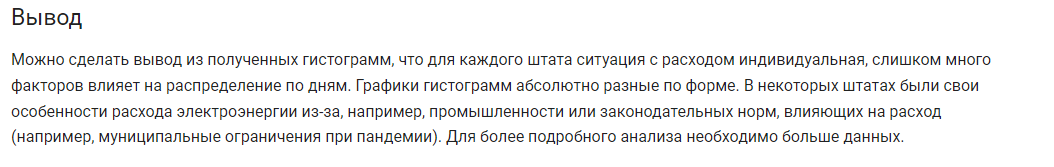 Вывод
Можно сделать вывод из полученных гистограмм, что для каждого штата ситуация с расходом индивидуальная, слишком много
факторов влияет на распределение по дням. Графики гистограмм абсолютно разные по форме. В некоторых штатах были свои
особенности расхода электроэнергии из-за, например, промышленности или законодательных норм, влияющих на расход
(например, муниципальные ограничения при пандемии). Для более подробного анализа необходимо больше данных.